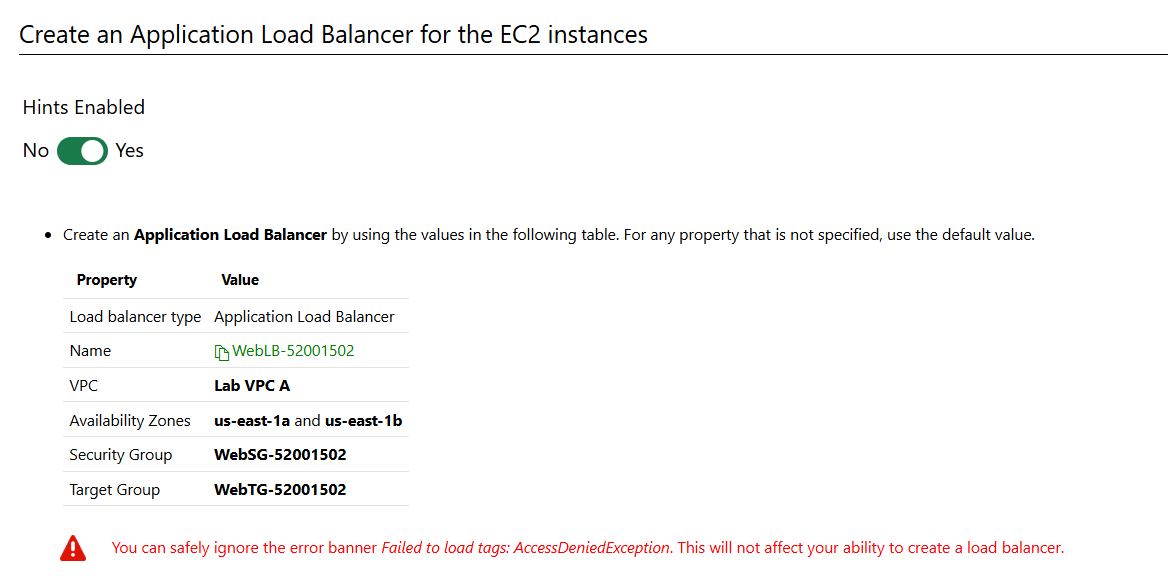 Create an Application Load Balancer for the EC2 instances
Hints Enabled
No Yes
Create an Application Load Balancer by using the values in the following table. For any property that is not specified, use the default value.
Property Value
Load balancer type Application Load Balancer
Name WebLB-52001502
VPC Lab VPC A
Availability Zones us-east-1a and us-east-1b
Security Group WebSG-52001502
Target Group WebTG-52001502
You can safely ignore the error banner Failed to load tags: AccessDeniedException. This will not affect your ability to create a load balancer.